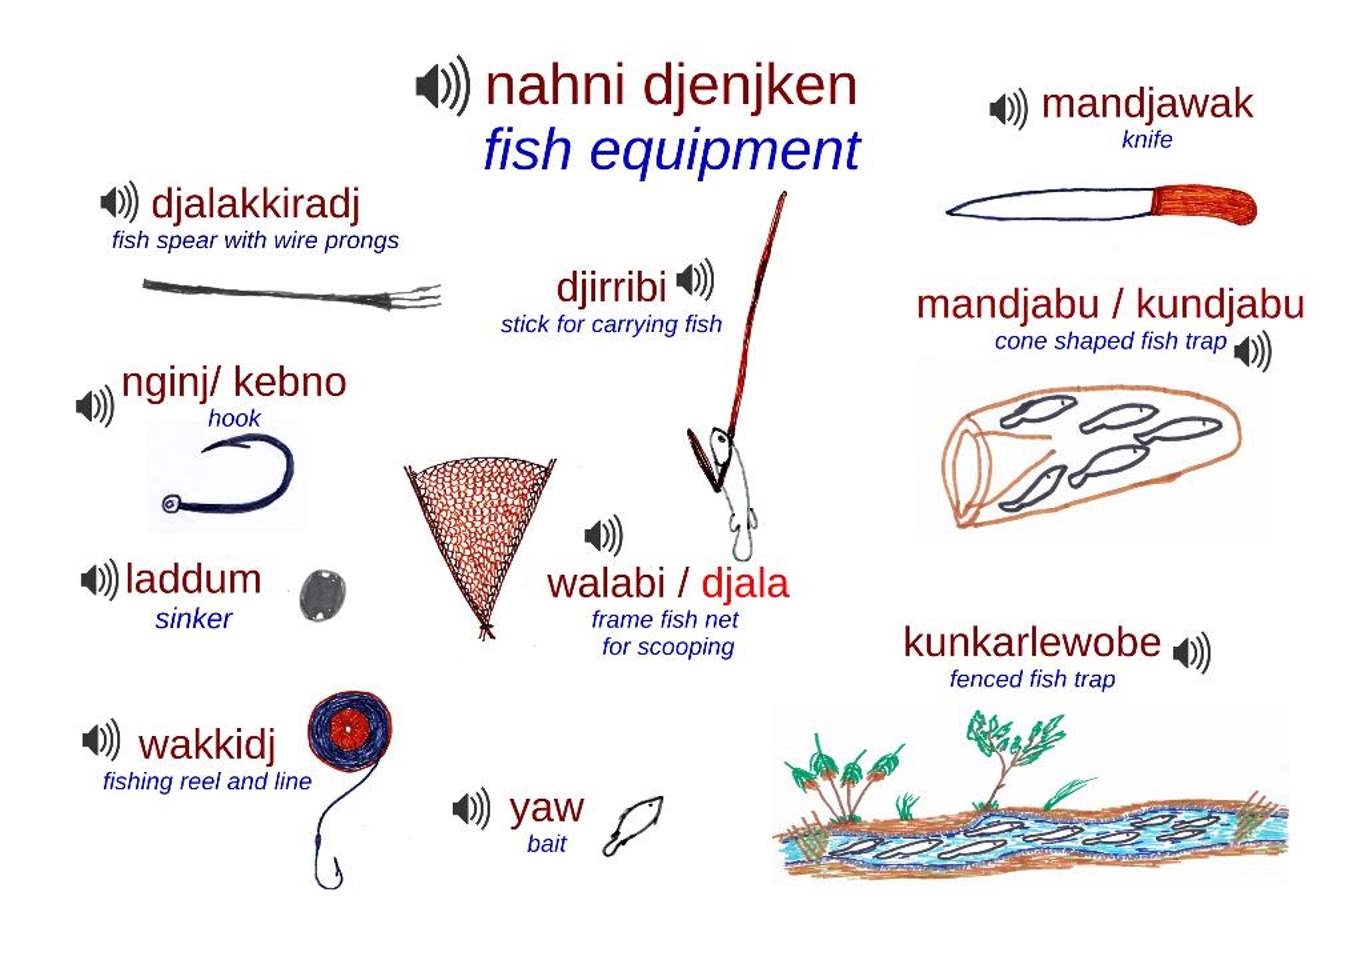 nahni djenjken
fish equipment
mandjawak
knife
djalakkiradj
fish spear with wire prongs
djirribi
stick for carrying fish
mandjabu / kundjabu
cone shaped fish trap
nginj/ kebno
hook
laddum
sinker
walabi / djala
frame fish net
for scooping
kunkarlewobe
fenced fish trap
wakkidj
fishing reel and line
yaw
bait